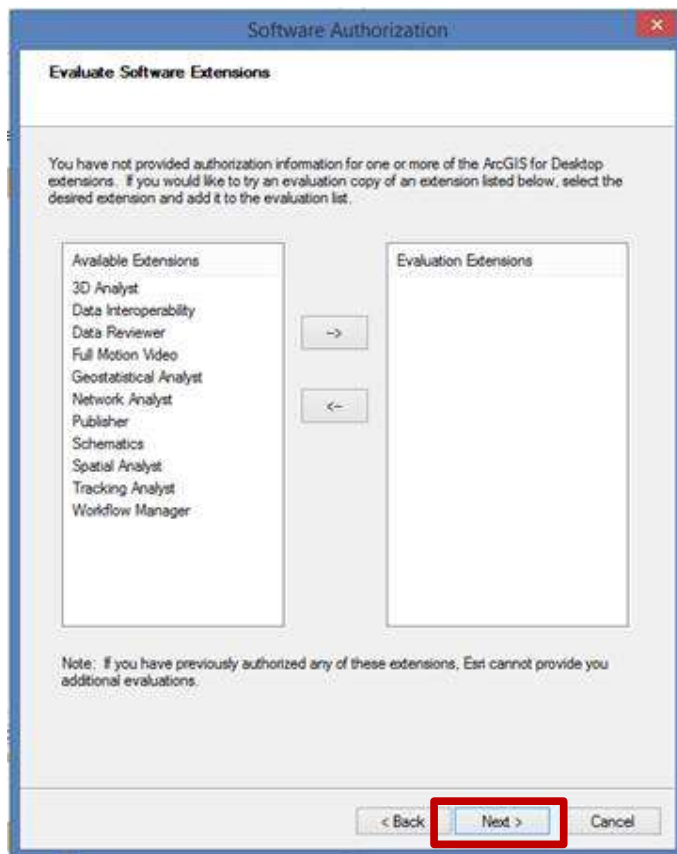 Software Authorization
Evaluate Software Extensions
You have not provided authorization information for one or more of the ArcGIS for Desktop
extensions. If you would like to try an evaluation copy of an extension listed below, select the
desired extension and add it to the evaluation list.
Available Extensions
3D Analyst
Data Interoperability
Data Reviewer
Full Motion Video
Geostatistical Analyst
Network Analyst
Publisher
Schematics
Spatial Analyst
Tracking Analyst
Workflow Manager
-->
<--
Evaluation Extensions
Note: If you have previously authorized any of these extensions, Esri cannot provide you
additional evaluations.
< Back
Next >
Cancel